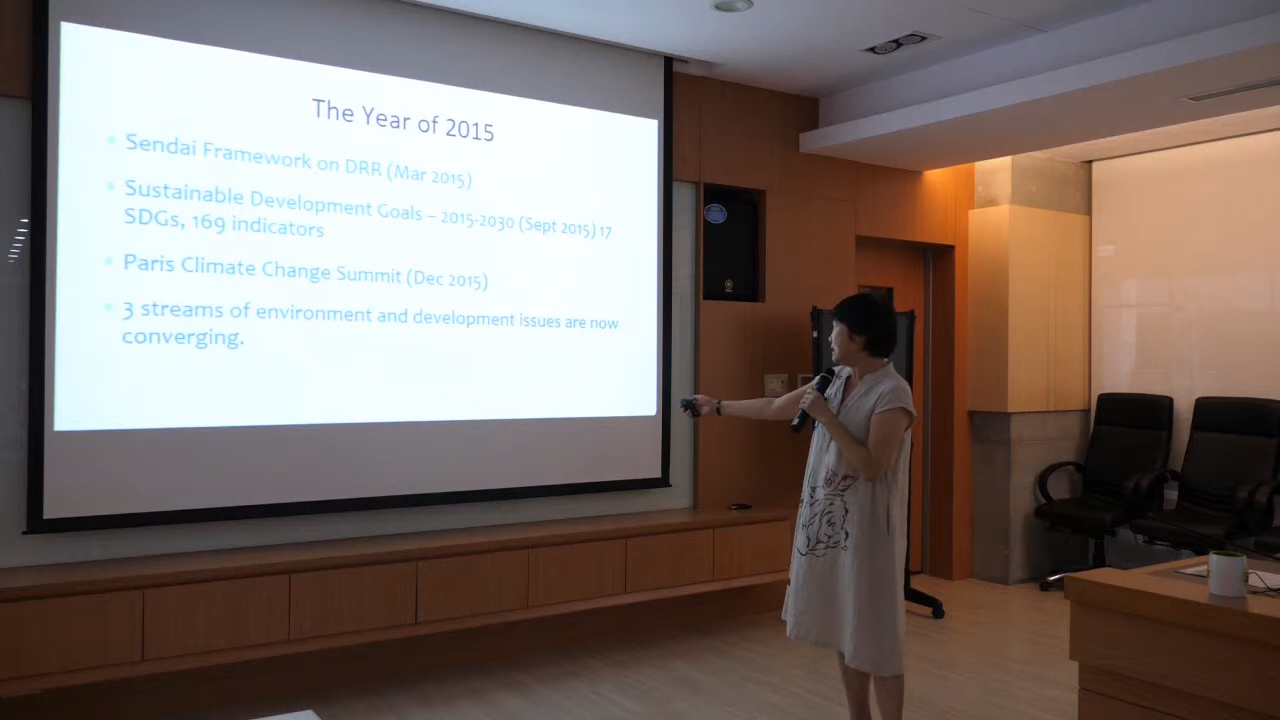 The Year of 2015
Sendai Framework on DRR (Mar 2015)
Sustainable Development Goals – 2015-2030 (Sept 2015) 17
SDGs, 169 indicators
Paris Climate Change Summit (Dec 2015)
3 streams of environment and development issues are now
converging.